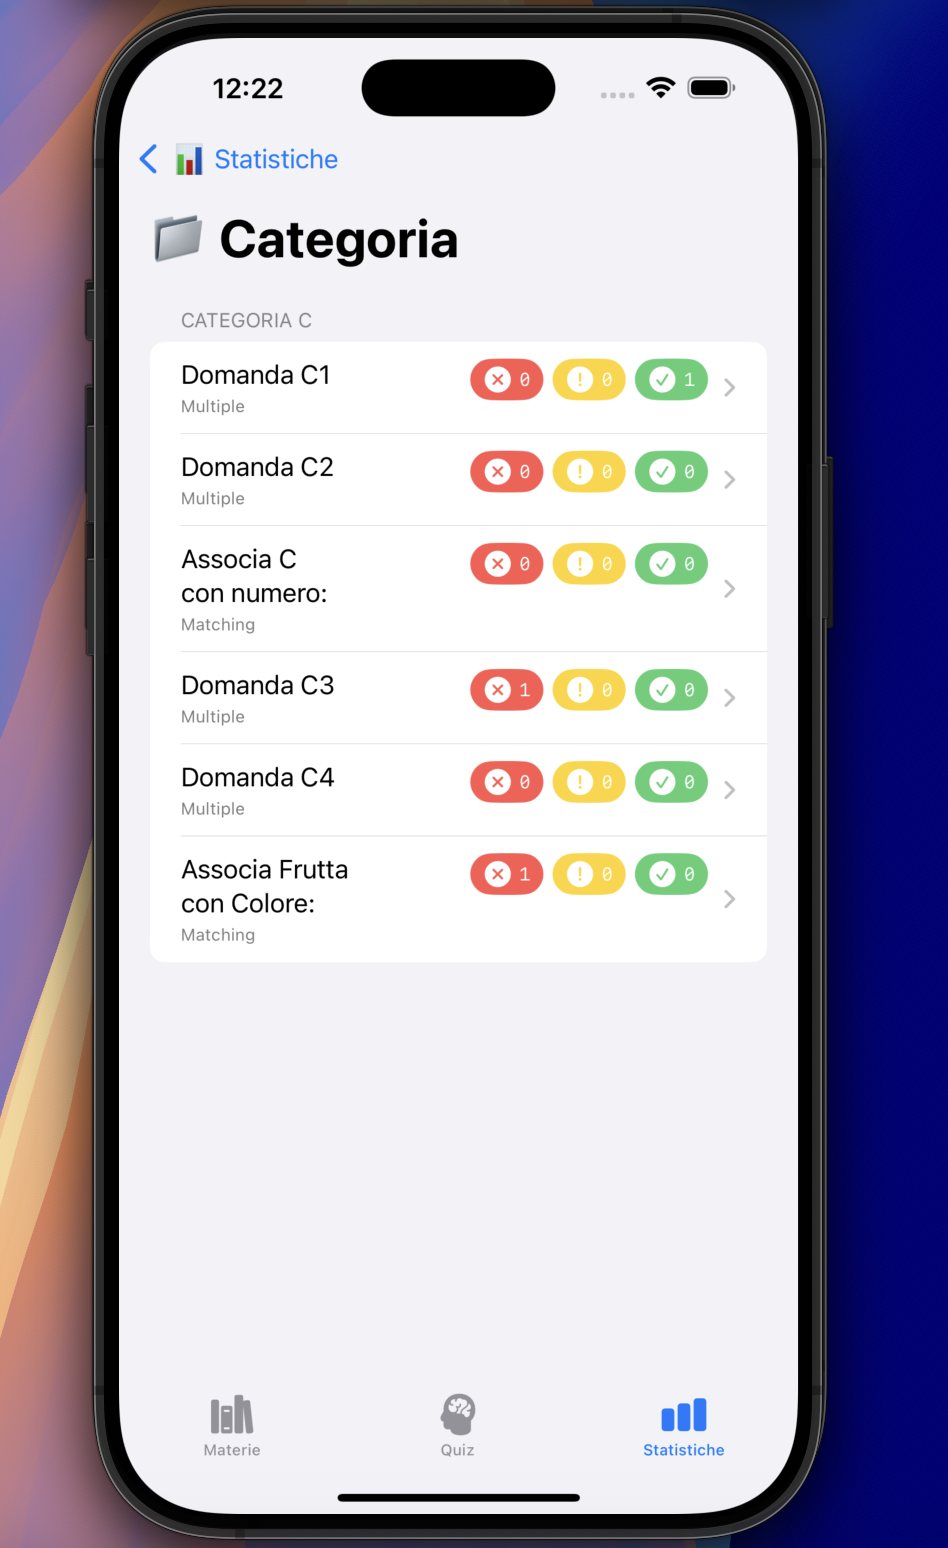 12:22
Statistiche
Categoria
CATEGORIA C
Domanda C1
0 0 1
Multiple
Domanda C2
0 0 0
Multiple
Associa C
con numero:
0 0 0
Matching
Domanda C3
1 0 0
Multiple
Domanda C4
0 0 0
Multiple
Associa Frutta
con Colore:
1 0 0
Matching
Materie
Quiz
Statistiche